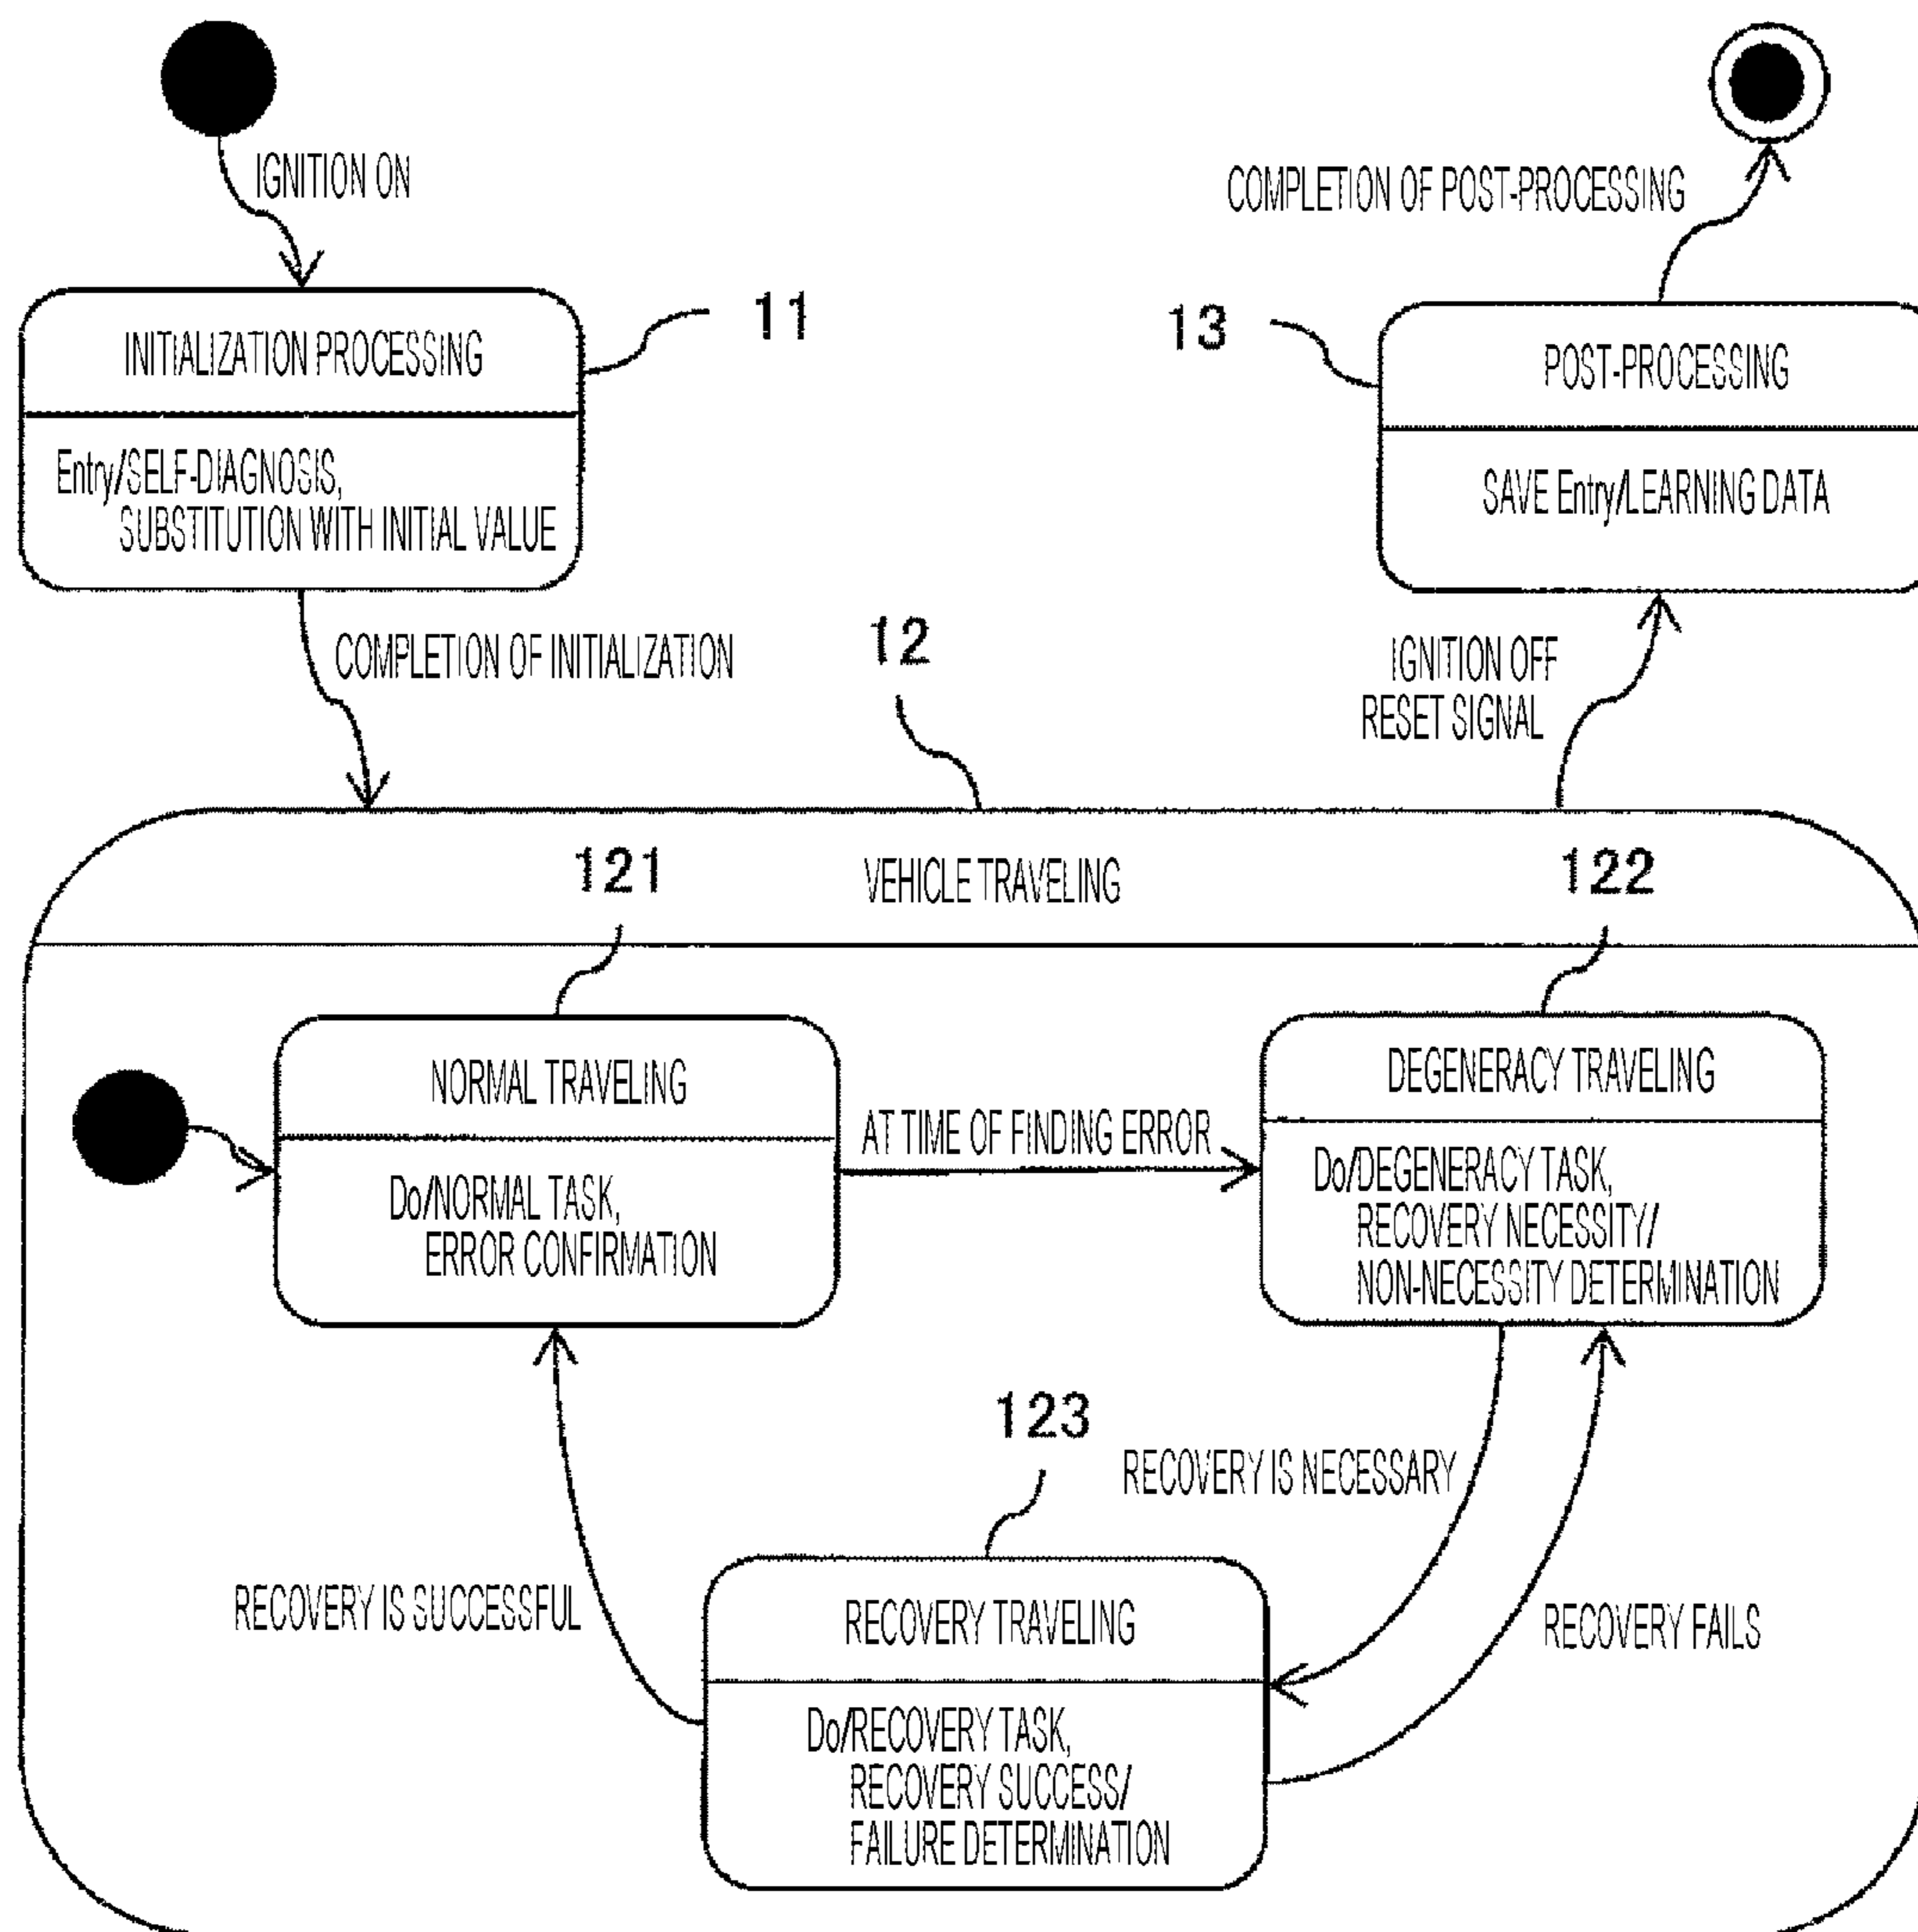 IGNITION ON
COMPLETION OF POST-PROCESSING
11
13
INITIALIZATION PROCESSING
Entry/SELF-DIAGNOSIS,
SUBSTITUTION WITH INITIAL VALUE
POST-PROCESSING
SAVE Entry/LEARNING DATA
COMPLETION OF INITIALIZATION
12
IGNITION OFF
RESET SIGNAL
VEHICLE TRAVELING
121
122
NORMAL TRAVELING
Do/NORMAL TASK,
ERROR CONFIRMATION
AT TIME OF FINDING ERROR
DEGENERACY TRAVELING
Do/DEGENERACY TASK,
RECOVERY NECESSITY/
NON-NECESSITY DETERMINATION
123
RECOVERY IS NECESSARY
RECOVERY IS SUCCESSFUL
RECOVERY TRAVELING
Do/RECOVERY TASK,
RECOVERY SUCCESS/
FAILURE DETERMINATION
RECOVERY FAILS